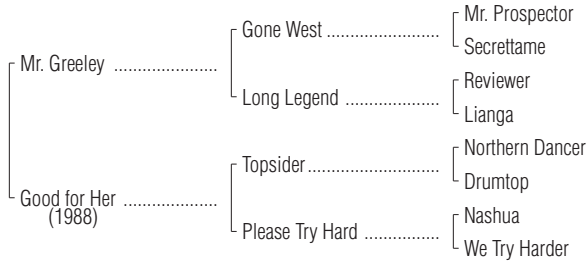 Mr. Prospector
Gone West ....................
Secrettame
Mr. Greeley ..................
Reviewer
Long Legend .................
Lianga
Northern Dancer
Topsider ........................
Drumtop
Good for Her .................
(1988)
Nashua
Please Try Hard .............
We Try Harder